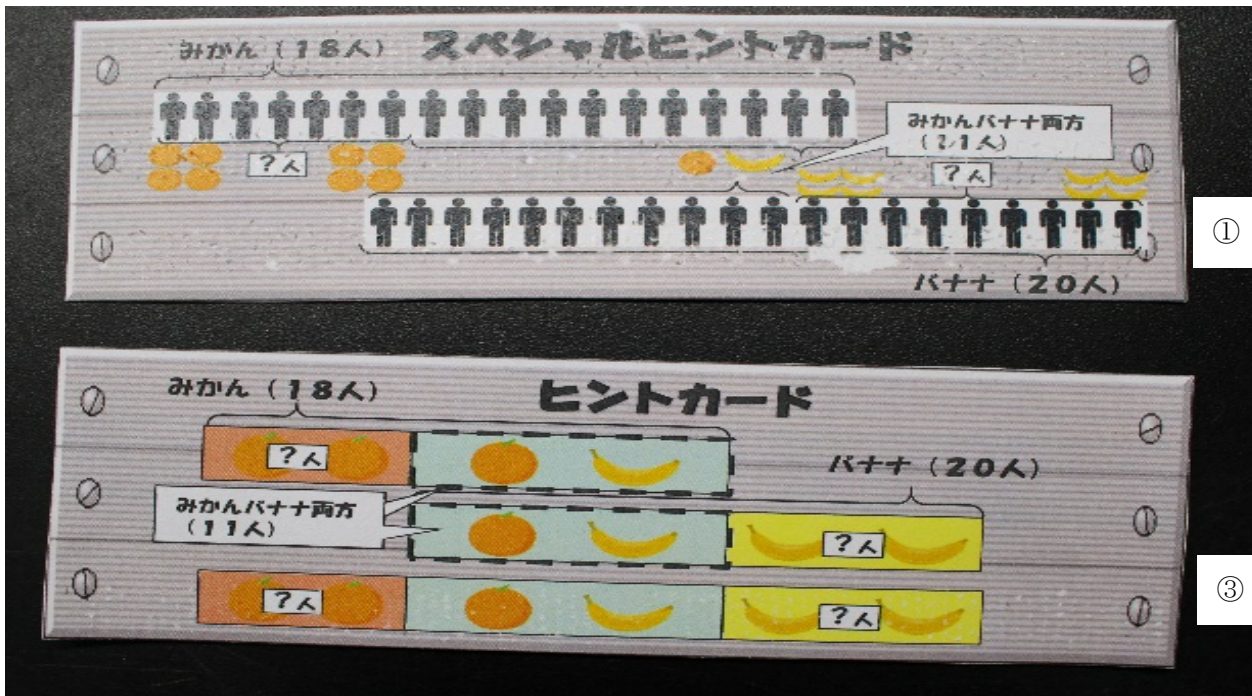 みかん（１８人）
スペシャルヒントカード
みかんバナナ両方
（１１人）
？人
？人
バナナ（２０人）
①
みかん（１８人）
ヒントカード
？人
バナナ（２０人）
みかんバナナ両方
（１１人）
？人
？人
？人
③